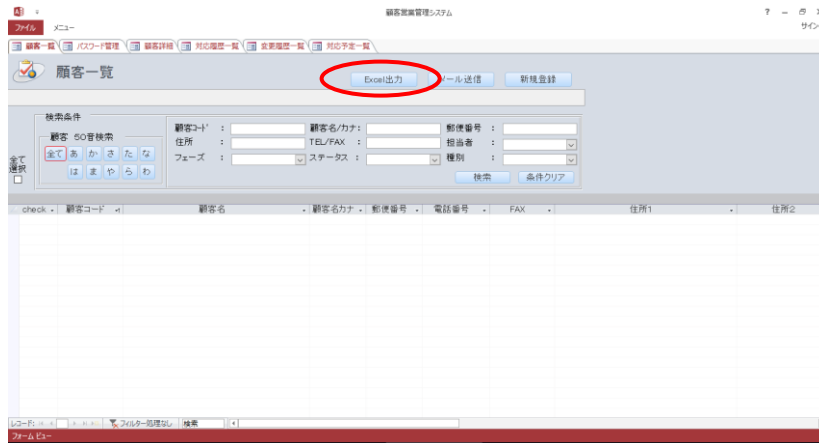 顧客営業管理システム
? － サイン
ファイル メニュー
顧客一覧 パスワード管理 顧客詳細 対応履歴一覧 変更履歴一覧 対応予定一覧
顧客一覧 Excel出力 メール送信 新規登録
検索条件
顧客 50音検索
顧客コード : 顧客名/カナ: 郵便番号 :
住所 : TEL/FAX : 担当者 :
フェーズ : ステータス : 種別 :
全て あ か さ た な
は ま や ら わ
全て
選択
検索 条件クリア
check 顧客コード 顧客名 顧客名カナ 郵便番号 電話番号 FAX 住所1 住所2
レコード: フィルター処理なし 検索
フォーム ビュー